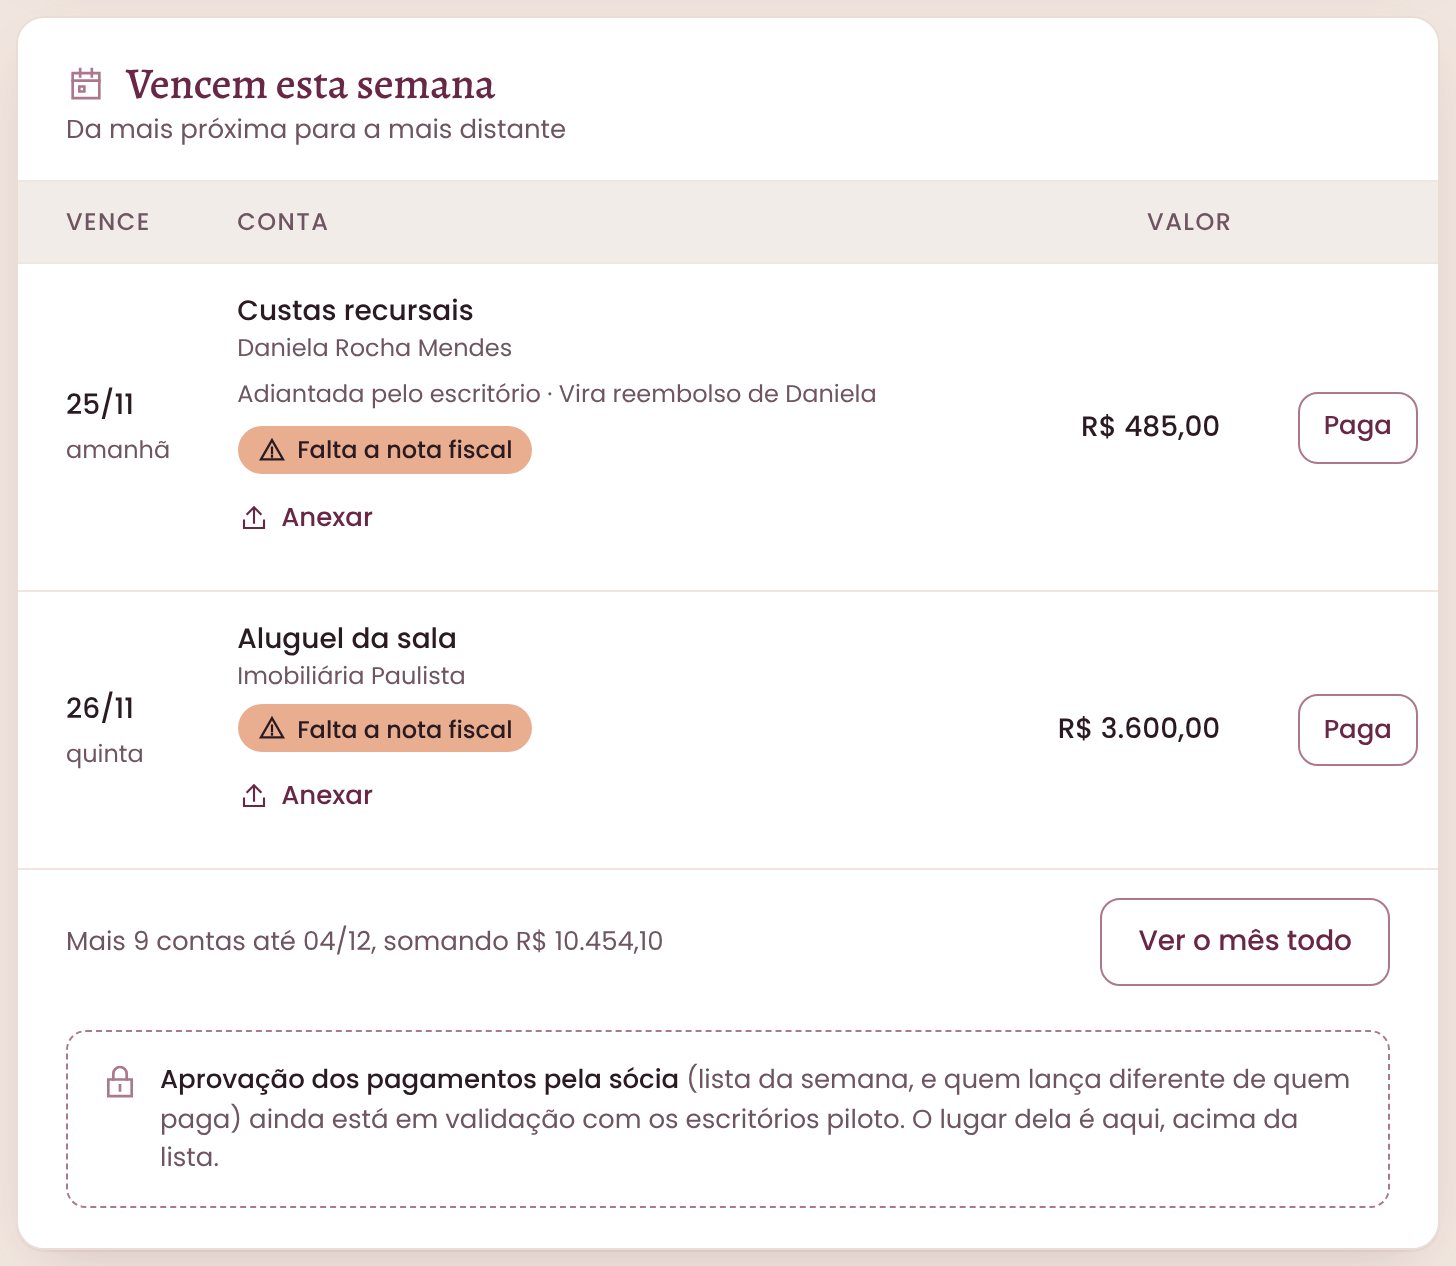 Vencem esta semana
Da mais próxima para a mais distante
VENCE CONTA VALOR
Custas recursais
Daniela Rocha Mendes
Adiantada pelo escritório · Vira reembolso de Daniela
25/11
amanhã
Falta a nota fiscal
Anexar
R$ 485,00
Paga
Aluguel da sala
Imobiliária Paulista
26/11
quinta
Falta a nota fiscal
Anexar
R$ 3.600,00
Paga
Mais 9 contas até 04/12, somando R$ 10.454,10
Ver o mês todo
Aprovação dos pagamentos pela sócia (lista da semana, e quem lança diferente de quem
paga) ainda está em validação com os escritórios piloto. O lugar dela é aqui, acima da
lista.